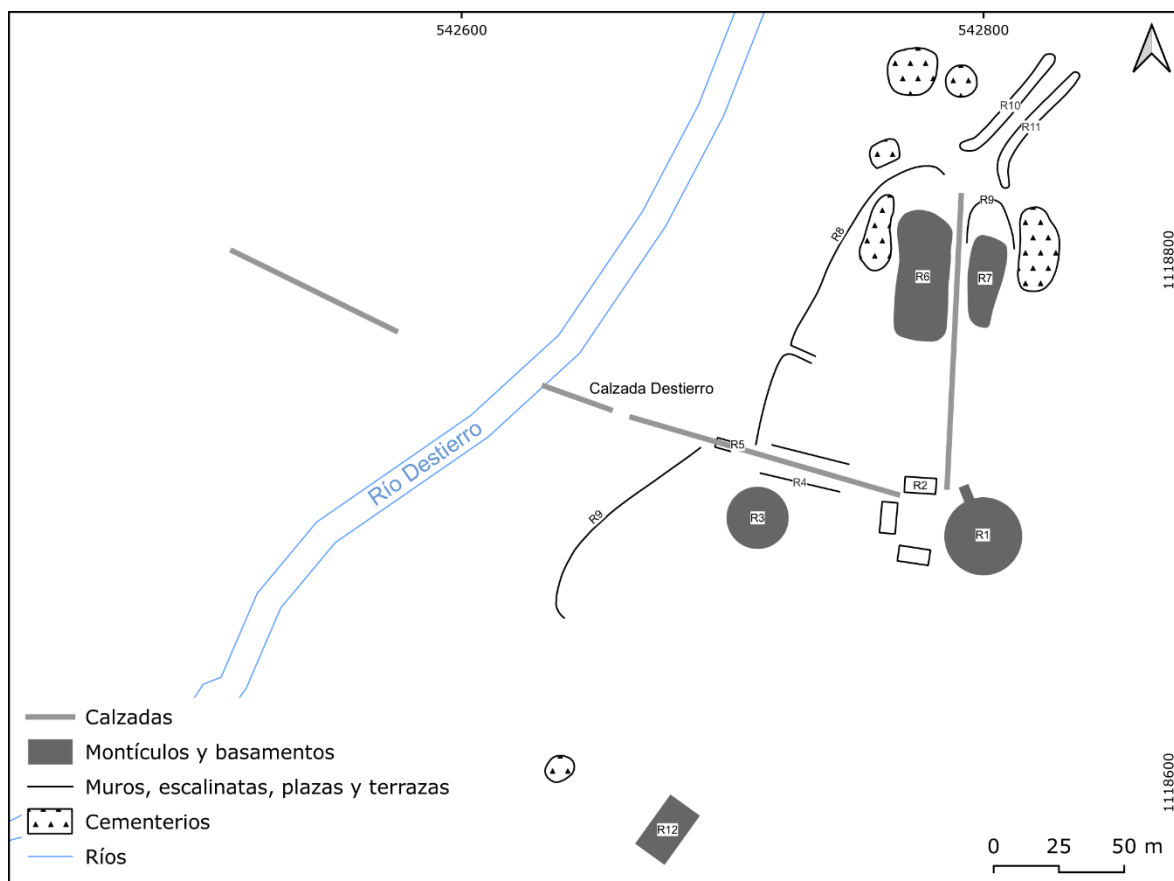 542600
542800
R10
R11
R9
R8
1118800
R6
R7
Calzada Destierro
R5
Río Destierro
R4
R2
R9
R3
R1
Calzadas
Montículos y basamentos
Muros, escalinatas, plazas y terrazas
Cementerios
Ríos
R12
1118600
0 25 50 m